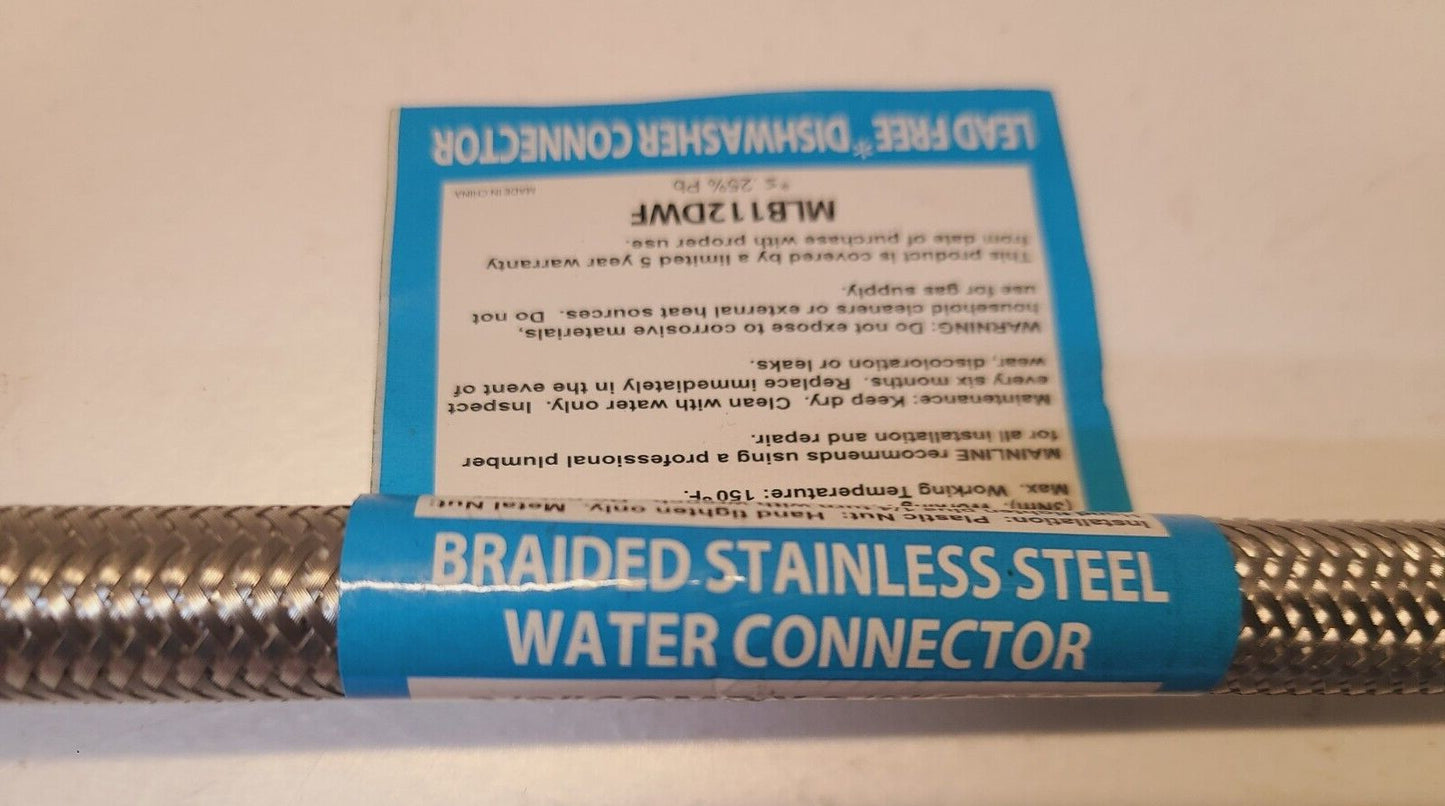 BRAIDED STAINLESS STEEL
WATER CONNECTOR
Installation: Plastic Nut: Hand tighten only. Metal Nut:
Max. Working Temperature: 150°F.
MAINLINE recommends using a professional plumber
for all installation and repair.
Maintenance: Keep dry. Clean with water only. Inspect
every six months. Replace immediately in the event of
wear, discoloration or leaks.
WARNING: Do not expose to corrosive materials,
household cleaners or external heat sources. Do not
use for gas supply.
This product is covered by a limited 5 year warranty
from date of purchase with proper use.
MLB112DWF
*≤ .25% Pb
MADE IN CHINA
LEAD FREE* DISHWASHER CONNECTOR